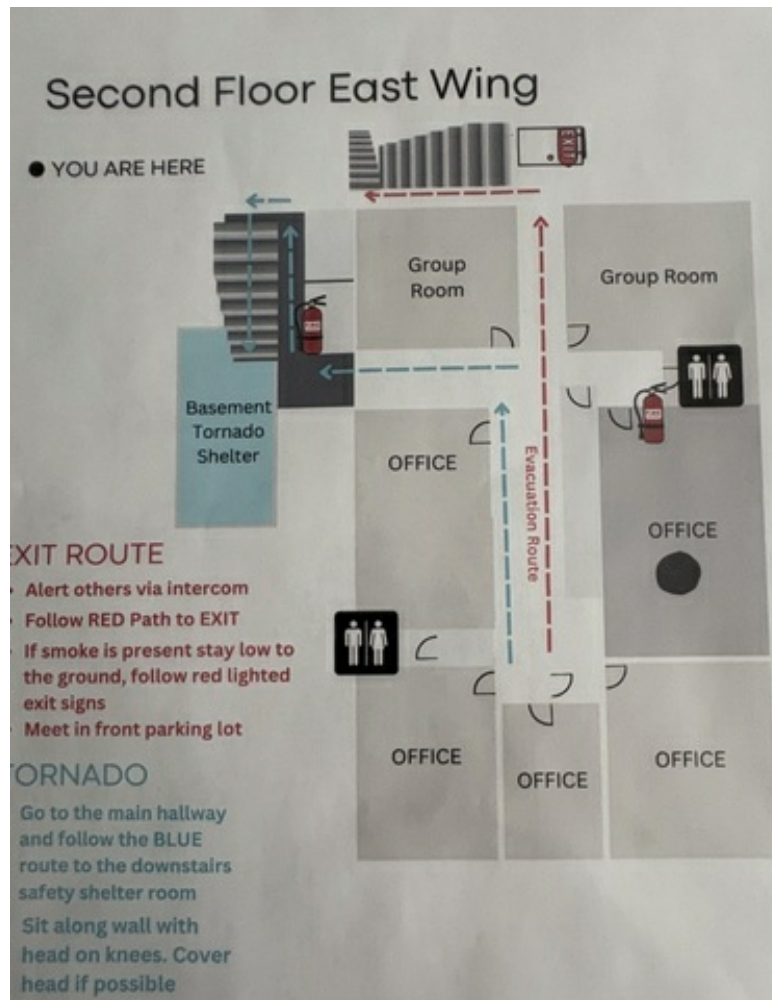 Second Floor East Wing
● YOU ARE HERE
EXIT
Group
Room
Group Room
Basement
Tornado
Shelter
OFFICE
Evacuation Route
OFFICE
XIT ROUTE
Alert others via intercom
Follow RED Path to EXIT
If smoke is present stay low to
the ground, follow red lighted
exit signs
Meet in front parking lot
OFFICE
OFFICE
OFFICE
TORNADO
Go to the main hallway
and follow the BLUE
route to the downstairs
safety shelter room
Sit along wall with
head on knees. Cover
head if possible